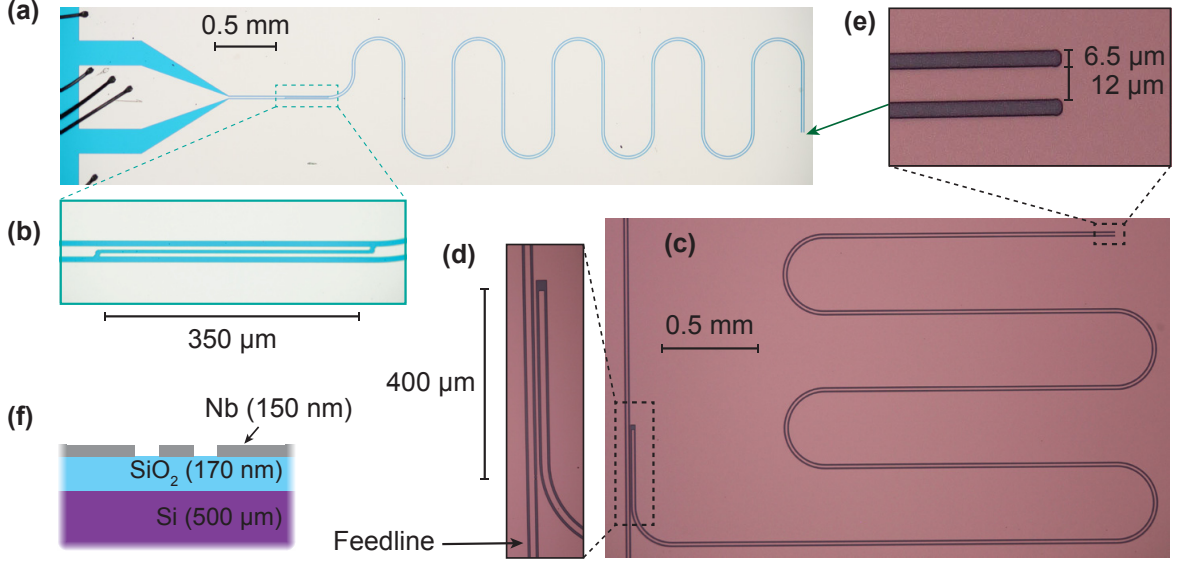 (a)
0.5 mm
(e)
6.5 µm
12 µm
(b)
350 µm
(d)
400 µm
(c)
0.5 mm
(f)
Nb (150 nm)
SiO₂ (170 nm)
Si (500 µm)
Feedline